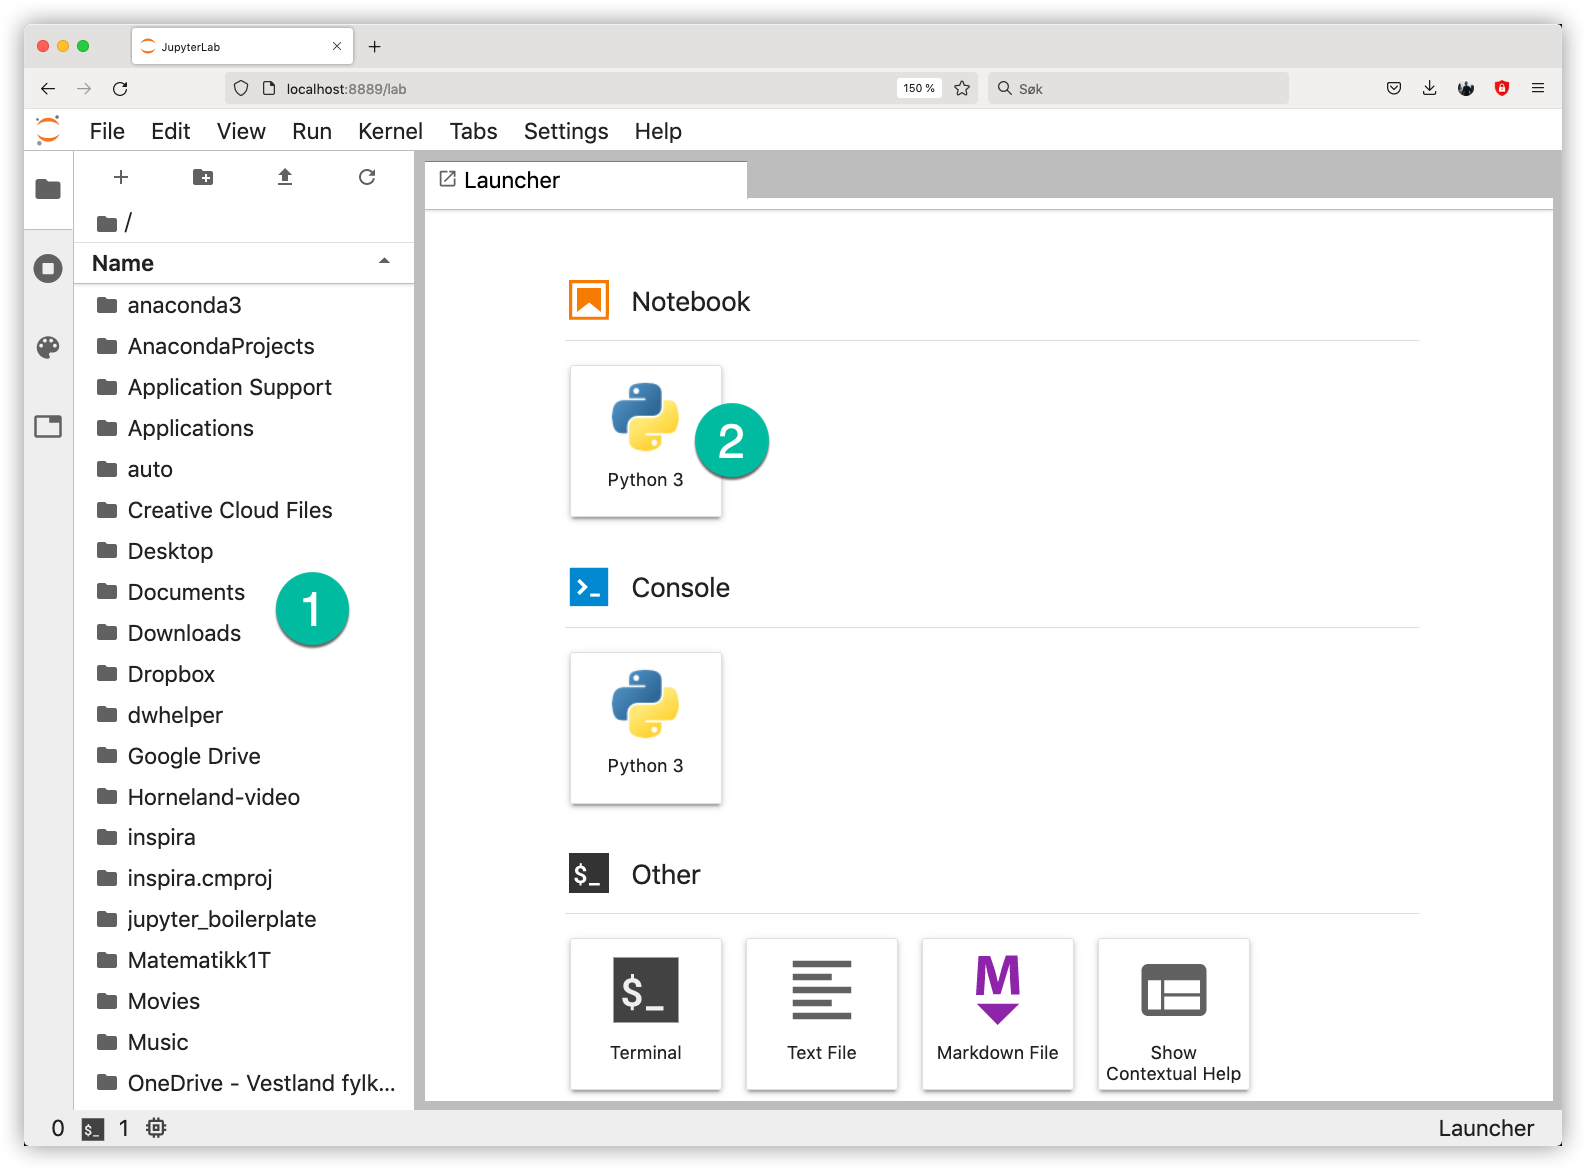 JupyterLab
localhost:8889/lab
150 %
Søk
File Edit View Run Kernel Tabs Settings Help
/
Name
anaconda3
AnacondaProjects
Application Support
Applications
auto
Creative Cloud Files
Desktop
Documents
Downloads
Dropbox
dwhelper
Google Drive
Horneland-video
inspira
inspira.cmproj
jupyter_boilerplate
Matematikk1T
Movies
Music
OneDrive - Vestland fylk...
1
Launcher
Notebook
Python 3
2
Console
Python 3
$_ Other
$_
Terminal
Text File
M
Markdown File
Show
Contextual Help
0 $_ 1
Launcher